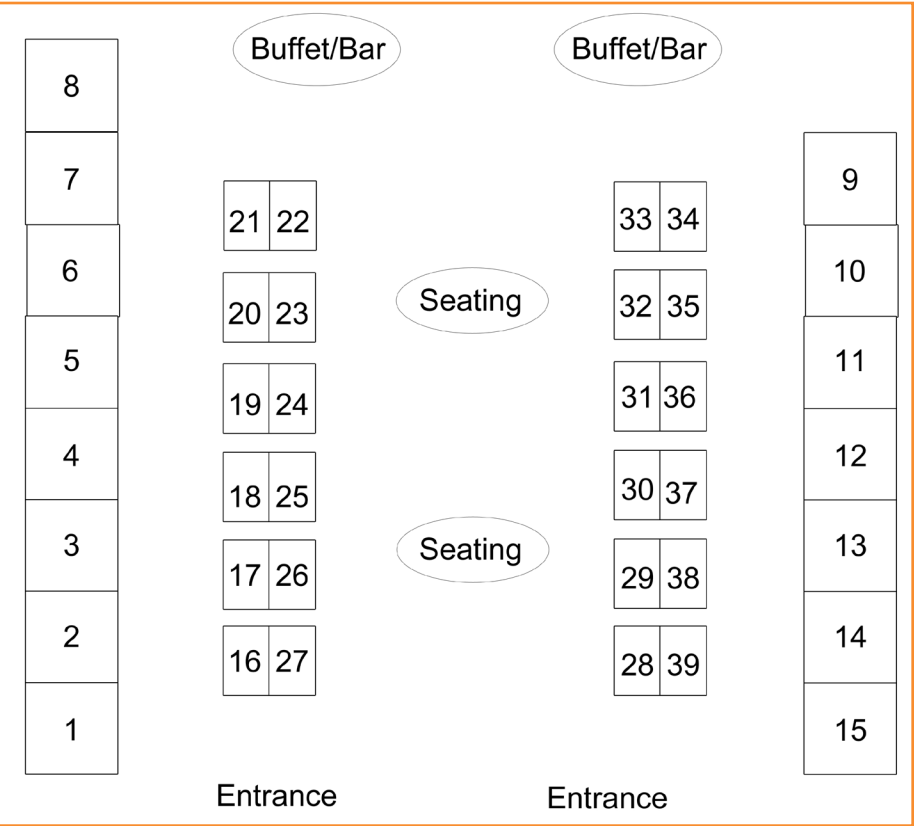 Buffet/Bar Buffet/Bar
8
7 9
21 22 33 34
6 10
Seating
20 23 32 35
5 11
19 24 31 36
4 12
18 25 30 37
3 13
Seating
17 26 29 38
2 14
16 27 28 39
1 15
Entrance Entrance